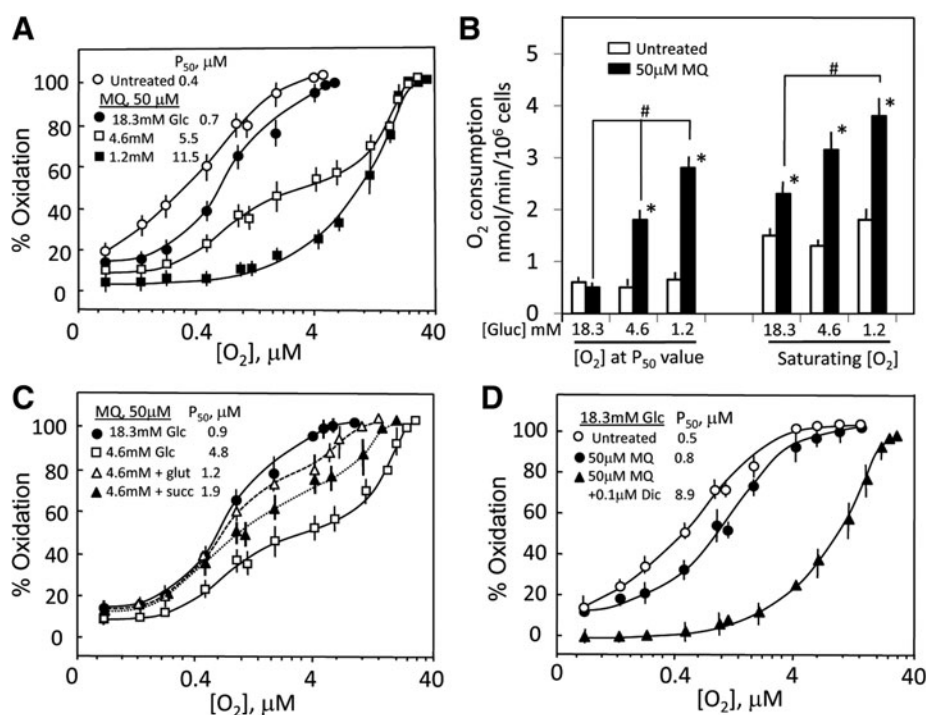 A
P50, μM
Untreated 0.4
MQ, 50 μM
18.3mM Glc 0.7
4.6mM 5.5
1.2mM 11.5
% Oxidation
100
80
60
40
20
0
0 0.4 4 40
[O2], μM
B
Untreated
50μM MQ
O2 consumption
nmol/min/10^6 cells
5
4
3
2
1
0
#
#
* * * * *
[Gluc] mM 18.3 4.6 1.2 18.3 4.6 1.2
[O2] at P50 value Saturating [O2]
C
MQ, 50μM P50, μM
18.3mM Glc 0.9
4.6mM Glc 4.8
4.6mM + glut 1.2
4.6mM + succ 1.9
% Oxidation
100
80
60
40
20
0
0 0.4 4 40
[O2], μM
D
18.3mM Glc P50, μM
Untreated 0.5
50μM MQ 0.8
50μM MQ
+0.1μM Dic 8.9
% Oxidation
100
80
60
40
20
0
0 0.4 4 40
[O2], μM